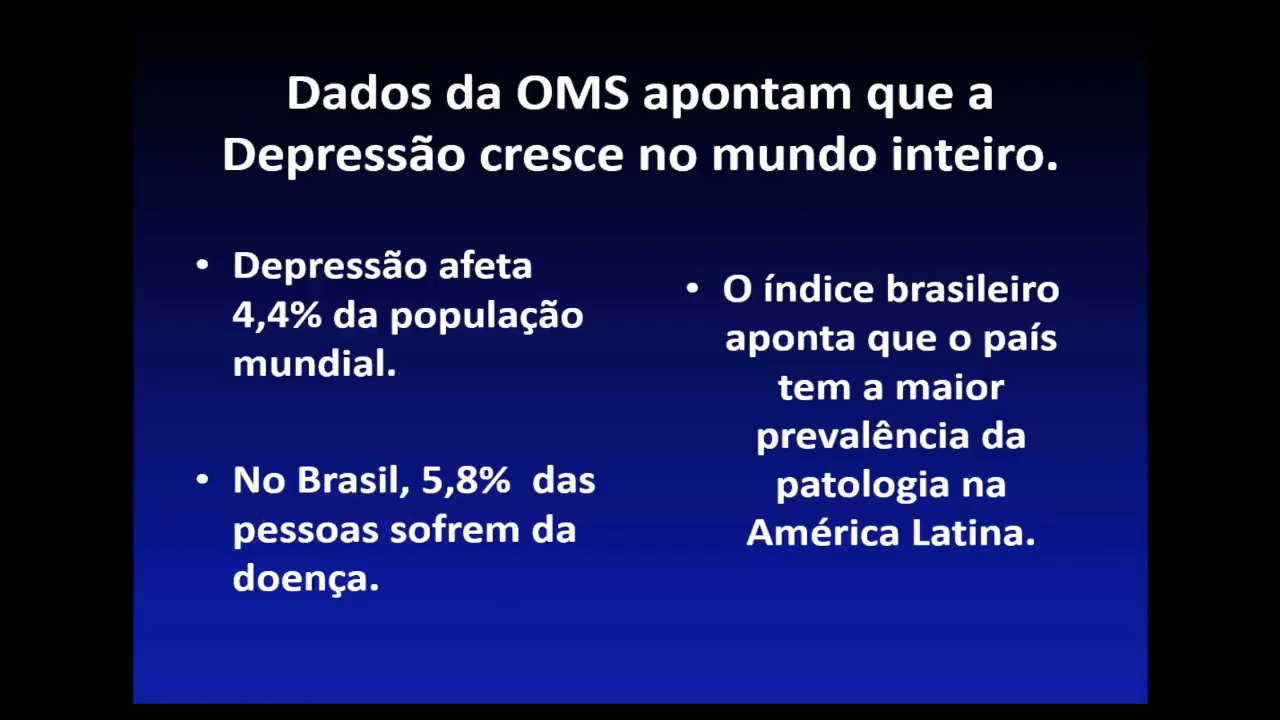 Dados da OMS apontam que a
Depressão cresce no mundo inteiro.
• Depressão afeta
4,4% da população
mundial.
• No Brasil, 5,8% das
pessoas sofrem da
doença.
• O índice brasileiro
aponta que o país
tem a maior
prevalência da
patologia na
América Latina.